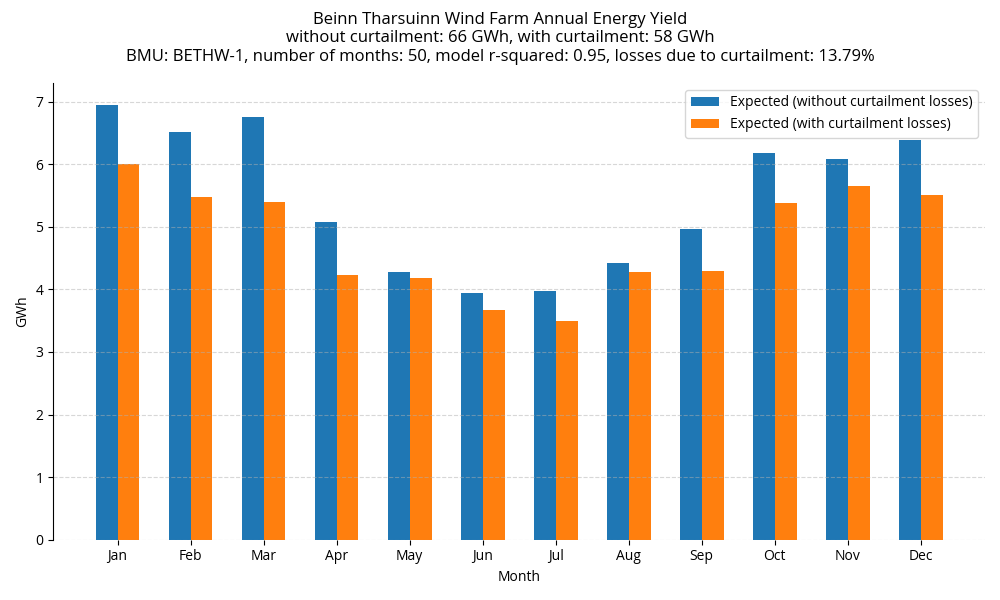 Beinn Tharsuinn Wind Farm Annual Energy Yield
without curtailment: 66 GWh, with curtailment: 58 GWh
BMU: BETHW-1, number of months: 50, model r-squared: 0.95, losses due to curtailment: 13.79%
Expected (without curtailment losses)
Expected (with curtailment losses)
GWh
7
6
5
4
3
2
1
0
Jan Feb Mar Apr May Jun Jul Aug Sep Oct Nov Dec
Month